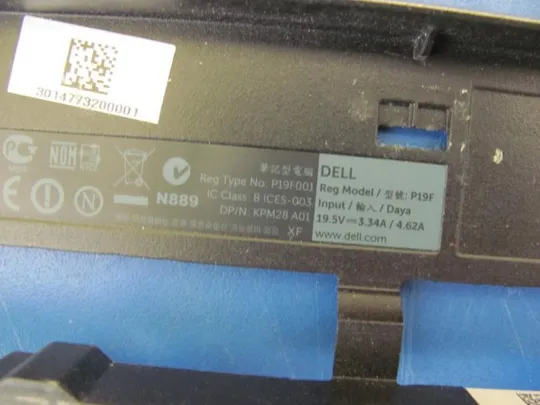 3014773200001
筆記型電腦
Reg Type No. P19F001
IC Class B ICES-003
DP/N: KPM28 A01
XF
N889
NOM
DELL
Reg Model / 型號: P19F
Input / 輸入 / Daya
19.5V⎓3.34A / 4.62A
www.dell.com